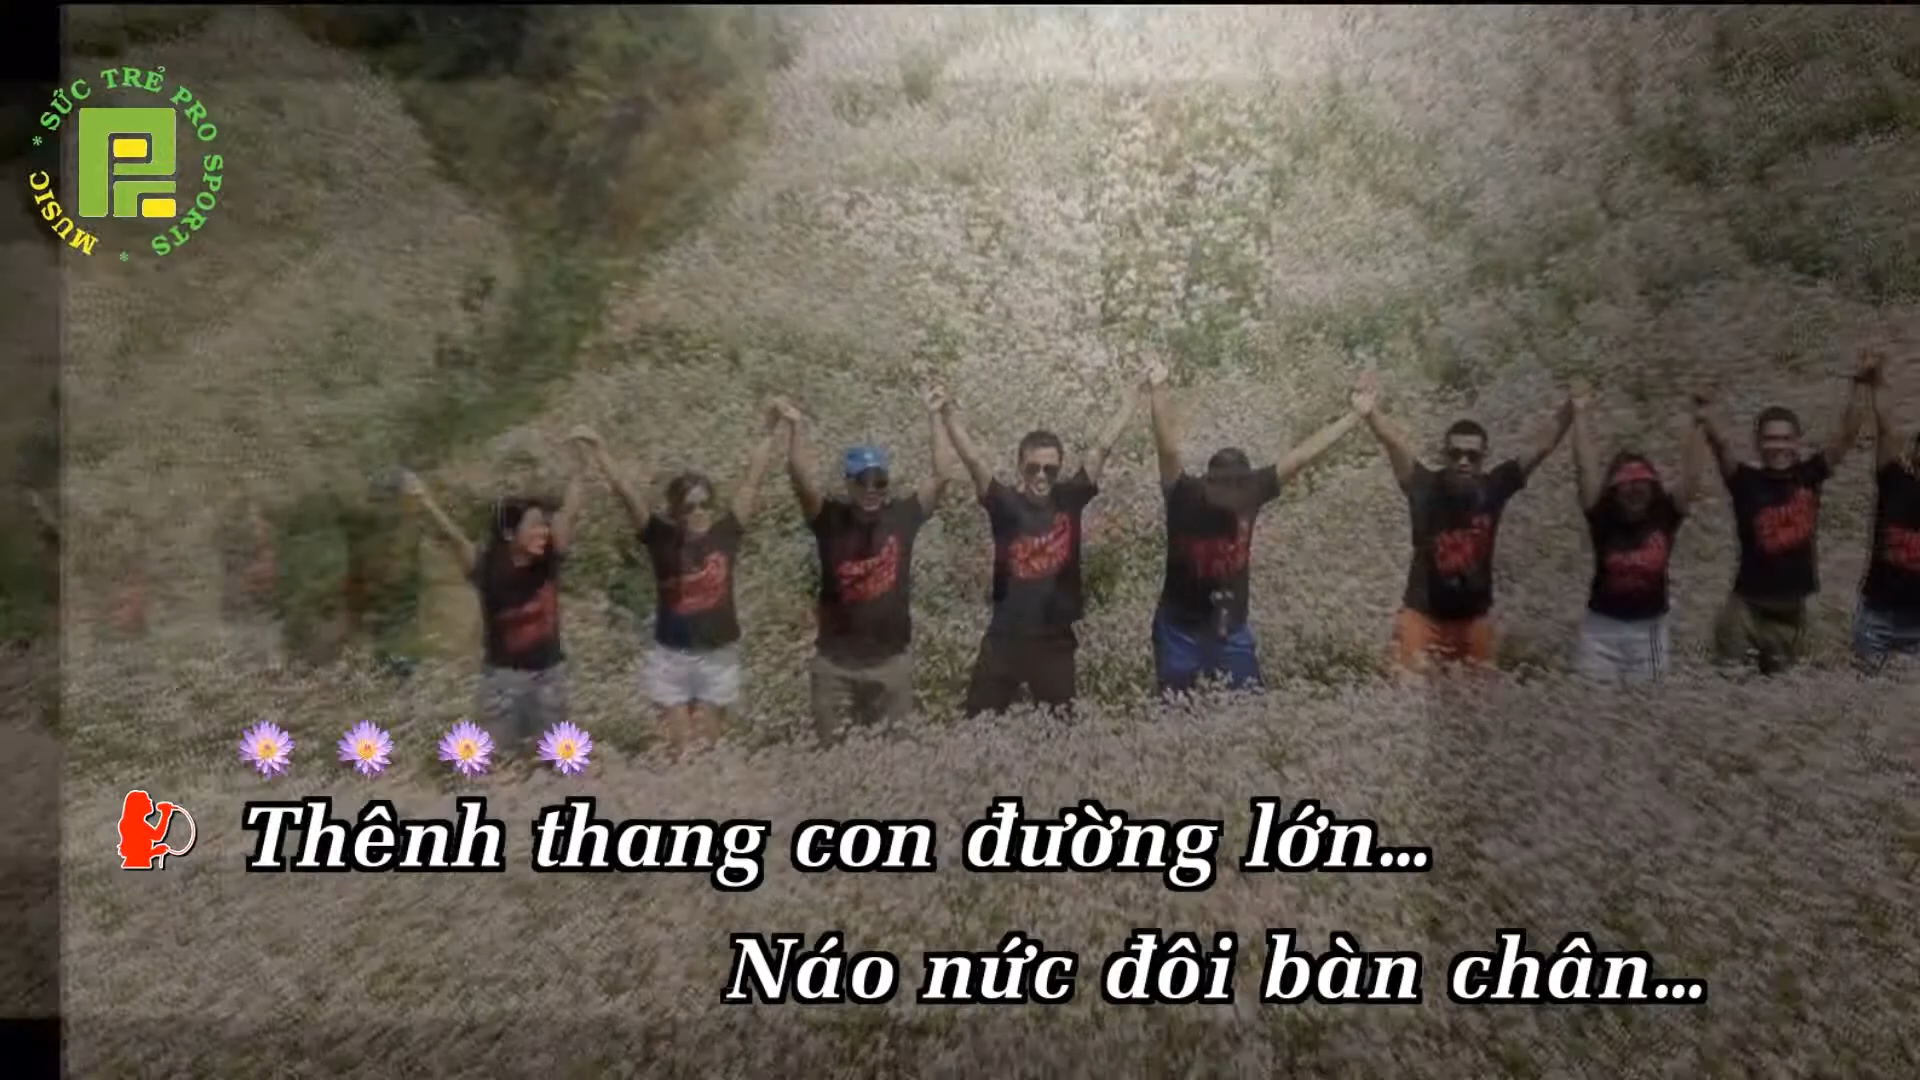 * SỨC TRẺ PRO SPORTS * MUSIC
Thênh thang con đường lớn...
Náo nức đôi bàn chân...